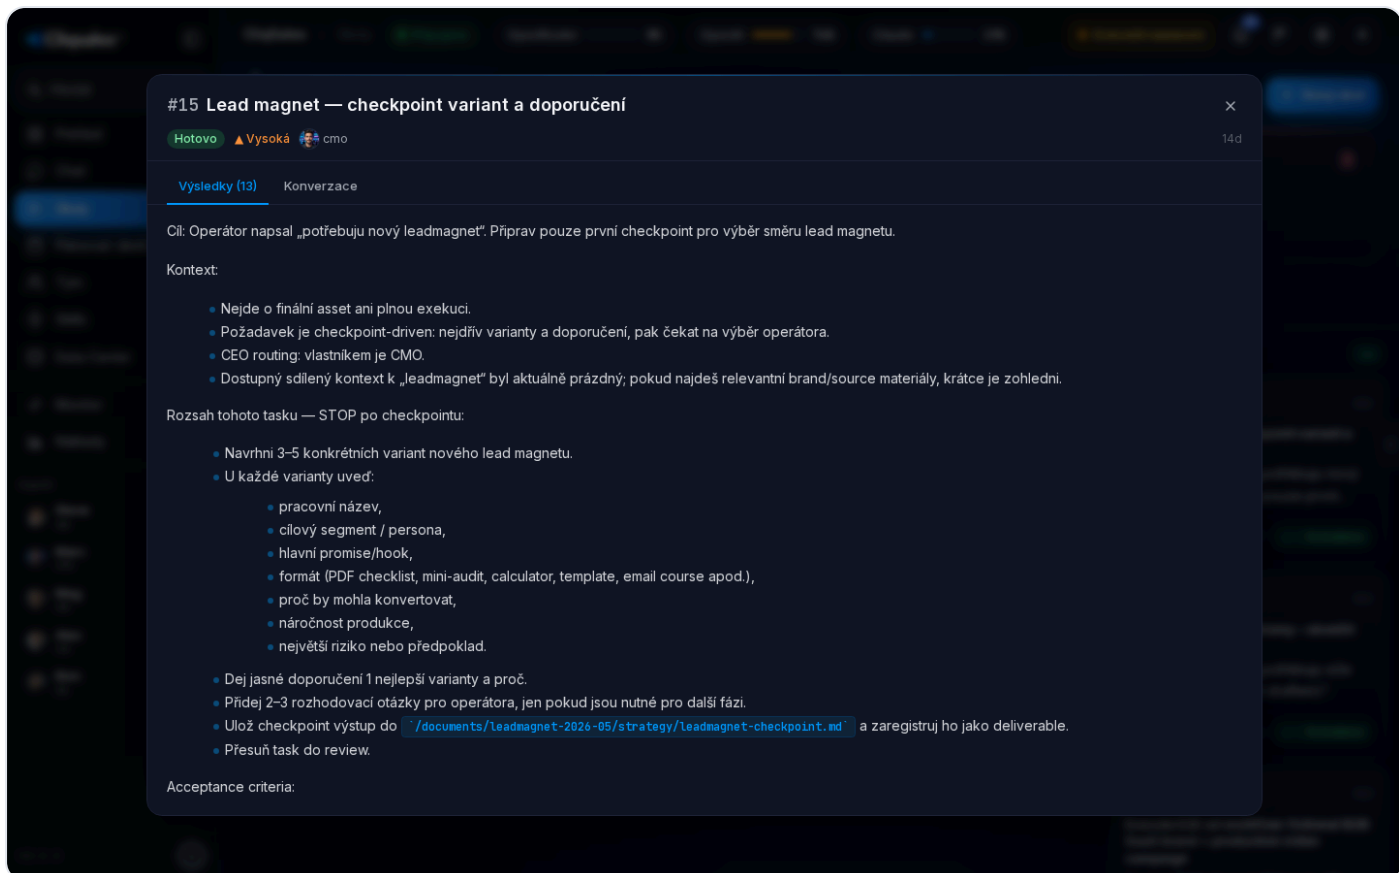 #15 Lead magnet — checkpoint variant a doporučení
Hotovo ▲ Vysoká cmo 14d
Výsledky (13) Konverzace
Cíl: Operátor napsal „potřebuju nový leadmagnet“. Připrav pouze první checkpoint pro výběr směru lead magnetu.
Kontext:
Nejde o finální asset ani plnou exekuci.
Požadavek je checkpoint-driven: nejdřív varianty a doporučení, pak čekat na výběr operátora.
CEO routing: vlastníkem je CMO.
Dostupný sdílený kontext k „leadmagnet“ byl aktuálně prázdný; pokud najdeš relevantní brand/source materiály, krátce je zohledni.
Rozsah tohoto tasku — STOP po checkpointu:
Navrhni 3–5 konkrétních variant nového lead magnetu.
U každé varianty uveď:
pracovní název,
cílový segment / persona,
hlavní promise/hook,
formát (PDF checklist, mini-audit, calculator, template, email course apod.),
proč by mohla konvertovat,
náročnost produkce,
největší riziko nebo předpoklad.
Dej jasné doporučení 1 nejlepší varianty a proč.
Přidej 2–3 rozhodovací otázky pro operátora, jen pokud jsou nutné pro další fázi.
Ulož checkpoint výstup do `/documents/leadmagnet-2026-05/strategy/leadmagnet-checkpoint.md` a zaregistruj ho jako deliverable.
Přesuň task do review.
Acceptance criteria: